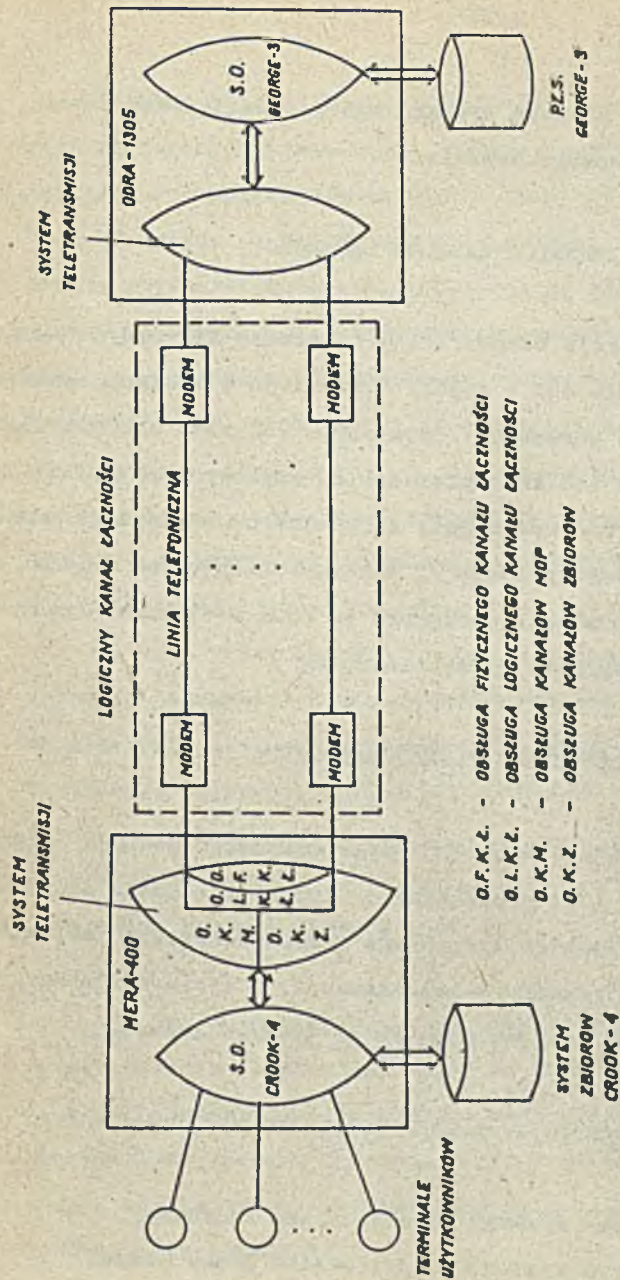 SYSTEM
TELETRANSMISJI
MERA-400
S.O.
CROOK-4
O.
K.
M.
O.
K.
Z.
O. O.
L. F.
K. K.
Ł. Ł.
TERMINALE
UŻYTKOWNIKÓW
SYSTEM
ZBIORÓW
CROOK-4
LOGICZNY KANAŁ ŁĄCZNOŚCI
MODEM
LINIA TELEFONICZNA
MODEM
. . . . .
MODEM
MODEM
SYSTEM
TELETRANSMISJI
ODRA-1305
S.O.
GEORGE-3
P.L.S.
GEORGE-3
O.F.K.Ł. - OBSŁUGA FIZYCZNEGO KANAŁU ŁĄCZNOŚCI
O.L.K.Ł. - OBSŁUGA LOGICZNEGO KANAŁU ŁĄCZNOŚCI
O.K.M. - OBSŁUGA KANAŁÓW MOP
O.K.Z. - OBSŁUGA KANAŁÓW ZBIORÓW